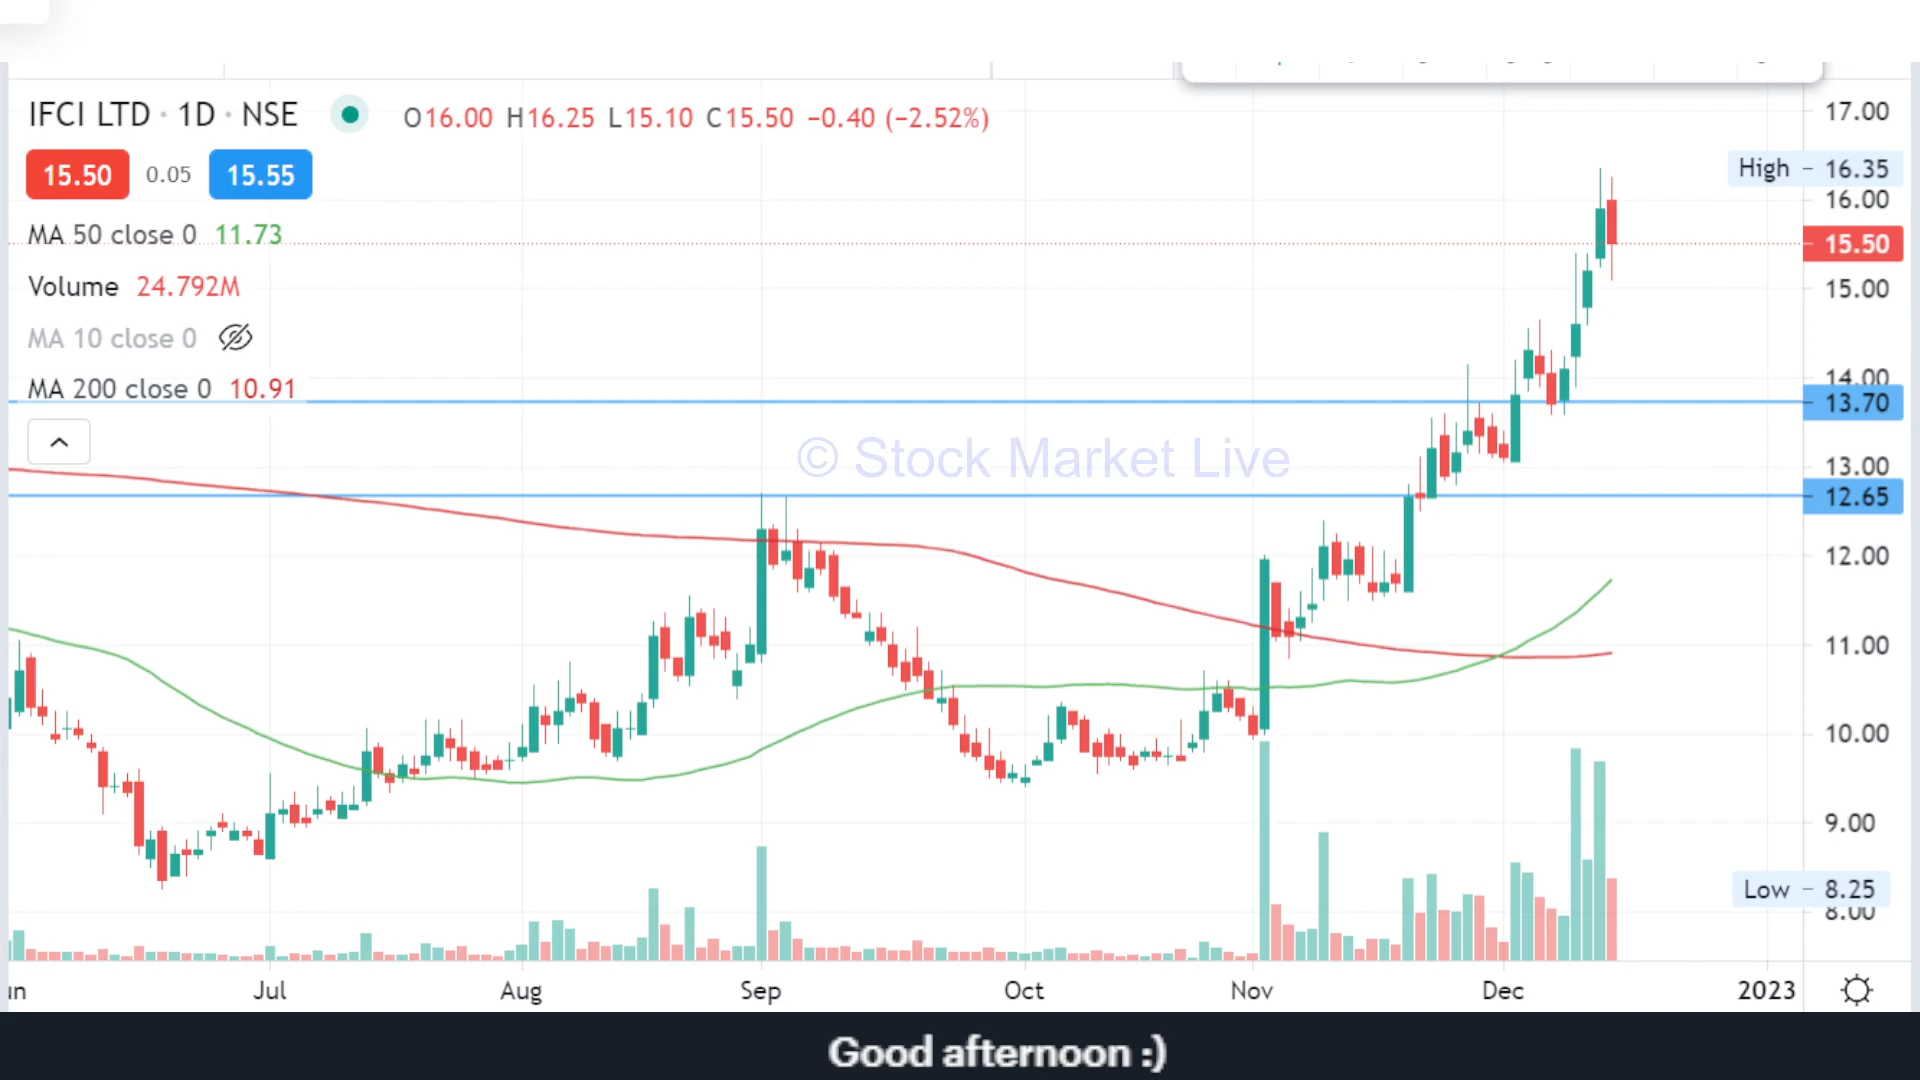 IFCI LTD · 1D · NSE O16.00 H16.25 L15.10 C15.50 −0.40 (−2.52%)
15.50 0.05 15.55
MA 50 close 0 11.73
Volume 24.792M
MA 10 close 0
MA 200 close 0 10.91
© Stock Market Live
17.00
High 16.35
16.00
15.50
15.00
14.00
13.70
13.00
12.65
12.00
11.00
10.00
9.00
Low 8.25
8.00
Jul Aug Sep Oct Nov Dec 2023
Good afternoon :)